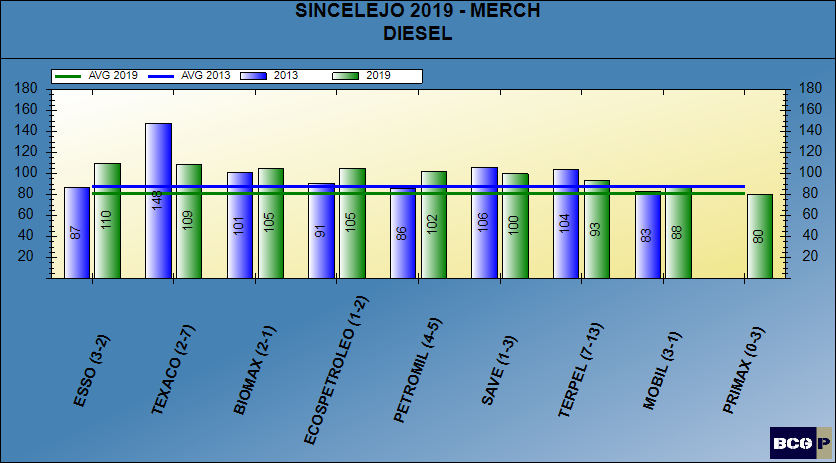 SINCELEJO 2019 - MERCH
DIESEL
AVG 2019 AVG 2013 2013 2019
180 180
160 160
140 140
120 120
100 100
80 80
60 60
40 40
20 20
87 110 148 109 101 105 91 105 86 102 106 100 104 93 83 88 80
ESSO (3-2)
TEXACO (2-7)
BIOMAX (2-1)
ECOSPETROLEO (1-2)
PETROMIL (4-5)
SAVE (1-3)
TERPEL (7-13)
MOBIL (3-1)
PRIMAX (0-3)
BCO P